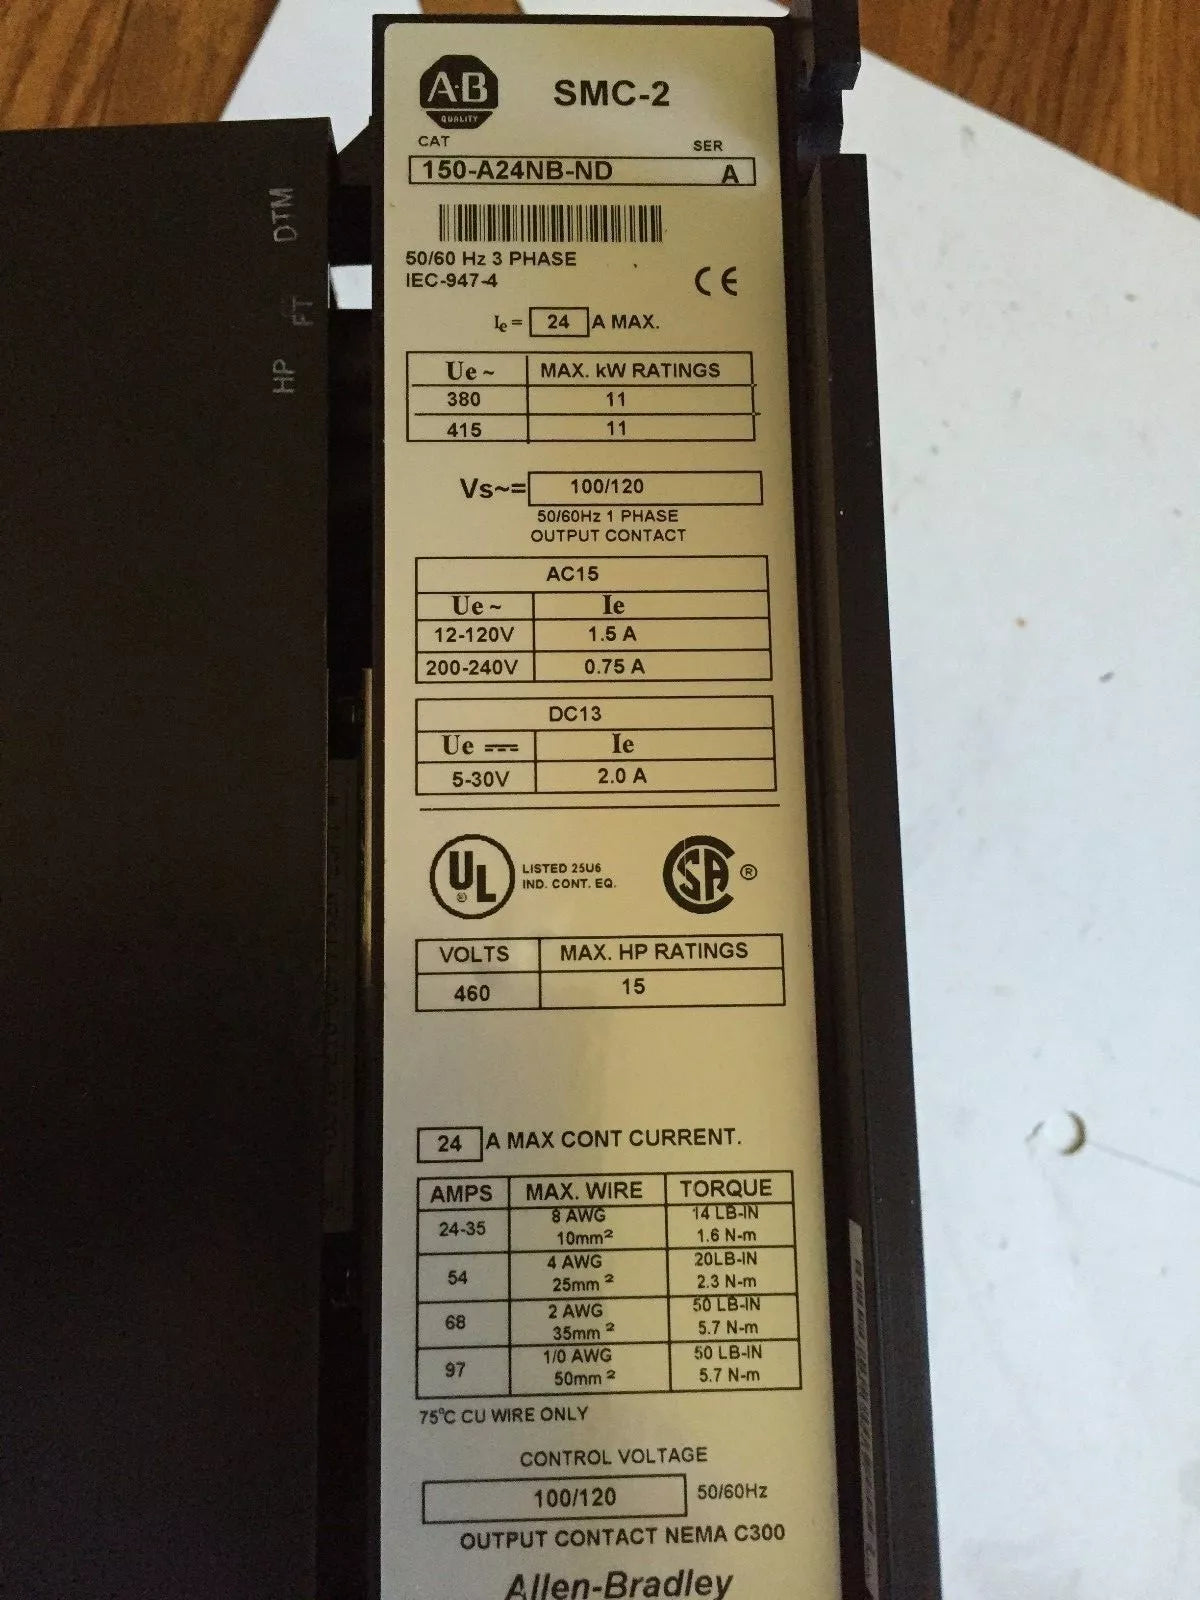 A·B
QUALITY
SMC-2
CAT SER
150-A24NB-ND A
50/60 Hz 3 PHASE
IEC-947-4
CE
Ie = 24 A MAX.
Ue ~ MAX. kW RATINGS
380 11
415 11
Vs~= 100/120
50/60Hz 1 PHASE
OUTPUT CONTACT
AC15
Ue ~ Ie
12-120V 1.5 A
200-240V 0.75 A
DC13
Ue ⎓ Ie
5-30V 2.0 A
UL ® LISTED 25U6
IND. CONT. EQ.
SA ®
VOLTS MAX. HP RATINGS
460 15
24 A MAX CONT CURRENT.
AMPS MAX. WIRE TORQUE
24-35 8 AWG 14 LB-IN
10mm² 1.6 N-m
54 4 AWG 20LB-IN
25mm² 2.3 N-m
68 2 AWG 50 LB-IN
35mm² 5.7 N-m
97 1/0 AWG 50 LB-IN
50mm² 5.7 N-m
75°C CU WIRE ONLY
CONTROL VOLTAGE
100/120 50/60Hz
OUTPUT CONTACT NEMA C300
Allen-Bradley
HP FT DTM